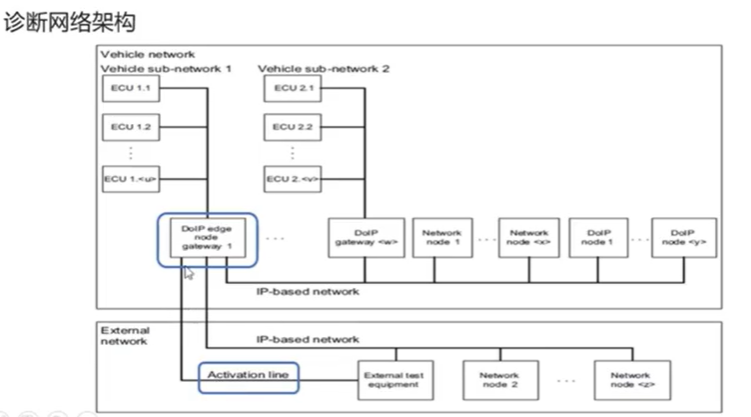 诊断网络架构
Vehicle network
Vehicle sub-network 1
Vehicle sub-network 2
ECU 1.1
ECU 2.1
ECU 1.2
ECU 2.2
⋮
⋮
ECU 1.<u>
ECU 2.<v>
DoIP edge
node
gateway 1
...
DoIP
gateway <w>
Network
node 1
...
Network
node <x>
DoIP
node 1
...
DoIP
node <y>
IP-based network
External
network
IP-based network
Activation line
External test
equipment
Network
node 2
...
Network
node <z>